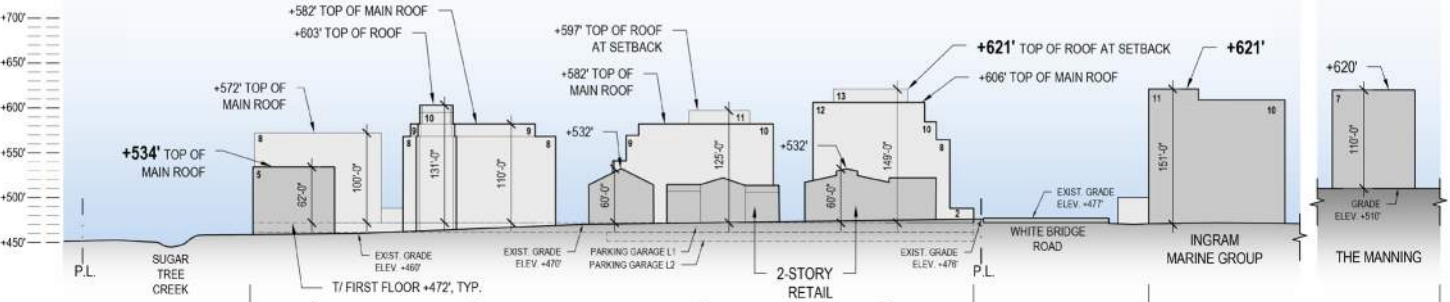 +700'
+650'
+600'
+550'
+500'
+450'
+582' TOP OF MAIN ROOF
+603' TOP OF ROOF
+572' TOP OF
MAIN ROOF
+534' TOP OF
MAIN ROOF
+597' TOP OF ROOF
AT SETBACK
+582' TOP OF
MAIN ROOF
+532'
+621' TOP OF ROOF AT SETBACK
+606' TOP OF MAIN ROOF
+532'
+621'
+620'
8
5
62'-0"
100'-0"
10
9
8
131'-0"
110'-0"
9
8
11
10
9
125'-0"
60'-0"
13
12
10
8
2
149'-0"
60'-0"
11
10
151'-0"
7
110'-0"
EXIST. GRADE
ELEV. +477'
GRADE
ELEV. +510'
P.L.
SUGAR
TREE
CREEK
EXIST. GRADE
ELEV. +460'
T/ FIRST FLOOR +472', TYP.
EXIST. GRADE
ELEV. +470'
PARKING GARAGE L1
PARKING GARAGE L2
2-STORY
RETAIL
EXIST. GRADE
ELEV. +476'
P.L.
WHITE BRIDGE
ROAD
INGRAM
MARINE GROUP
THE MANNING